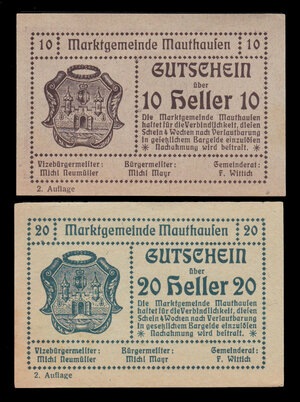 10 Marktgemeinde Mauthausen 10
GUTSCHEIN
über
10 Heller 10
Die Marktgemeinde Mauthausen
haftet für die Verbindlichkeit, diesen
Schein 4 Wochen nach Verlautbarung
in gesetzlichem Bargelde einzulösen
* Nachahmung wird bestraft. *
Vizebürgermeister: Bürgermeister: Gemeinderat:
Michl Neumüller Michl Mayr F. Wittich
2. Auflage
20 Marktgemeinde Mauthausen 20
GUTSCHEIN
über
20 Heller 20
Die Marktgemeinde Mauthausen
haftet für die Verbindlichkeit, diesen
Schein 4 Wochen nach Verlautbarung
in gesetzlichem Bargelde einzulösen
* Nachahmung wird bestraft. *
Vizebürgermeister: Bürgermeister: Gemeinderat:
Michl Neumüller Michl Mayr F. Wittich
2. Auflage